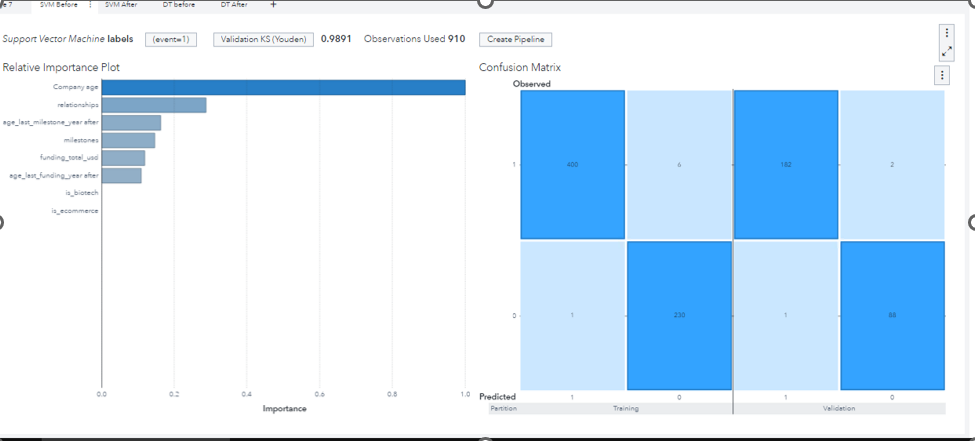 e 7 SVM Before SVM After DT before DT After +
Support Vector Machine labels (event=1) Validation KS (Youden) 0.9891 Observations Used 910 Create Pipeline
Relative Importance Plot
Company age
relationships
age_last_milestone_year after
milestones
funding_total_usd
age_last_funding_year after
is_biotech
is_ecommerce
0.0 0.2 0.4 0.6 0.8 1.0
Importance
Confusion Matrix
Observed
1 6 182 2
0 1 230 1
Predicted 1 0 1 0
Partition Training Validation